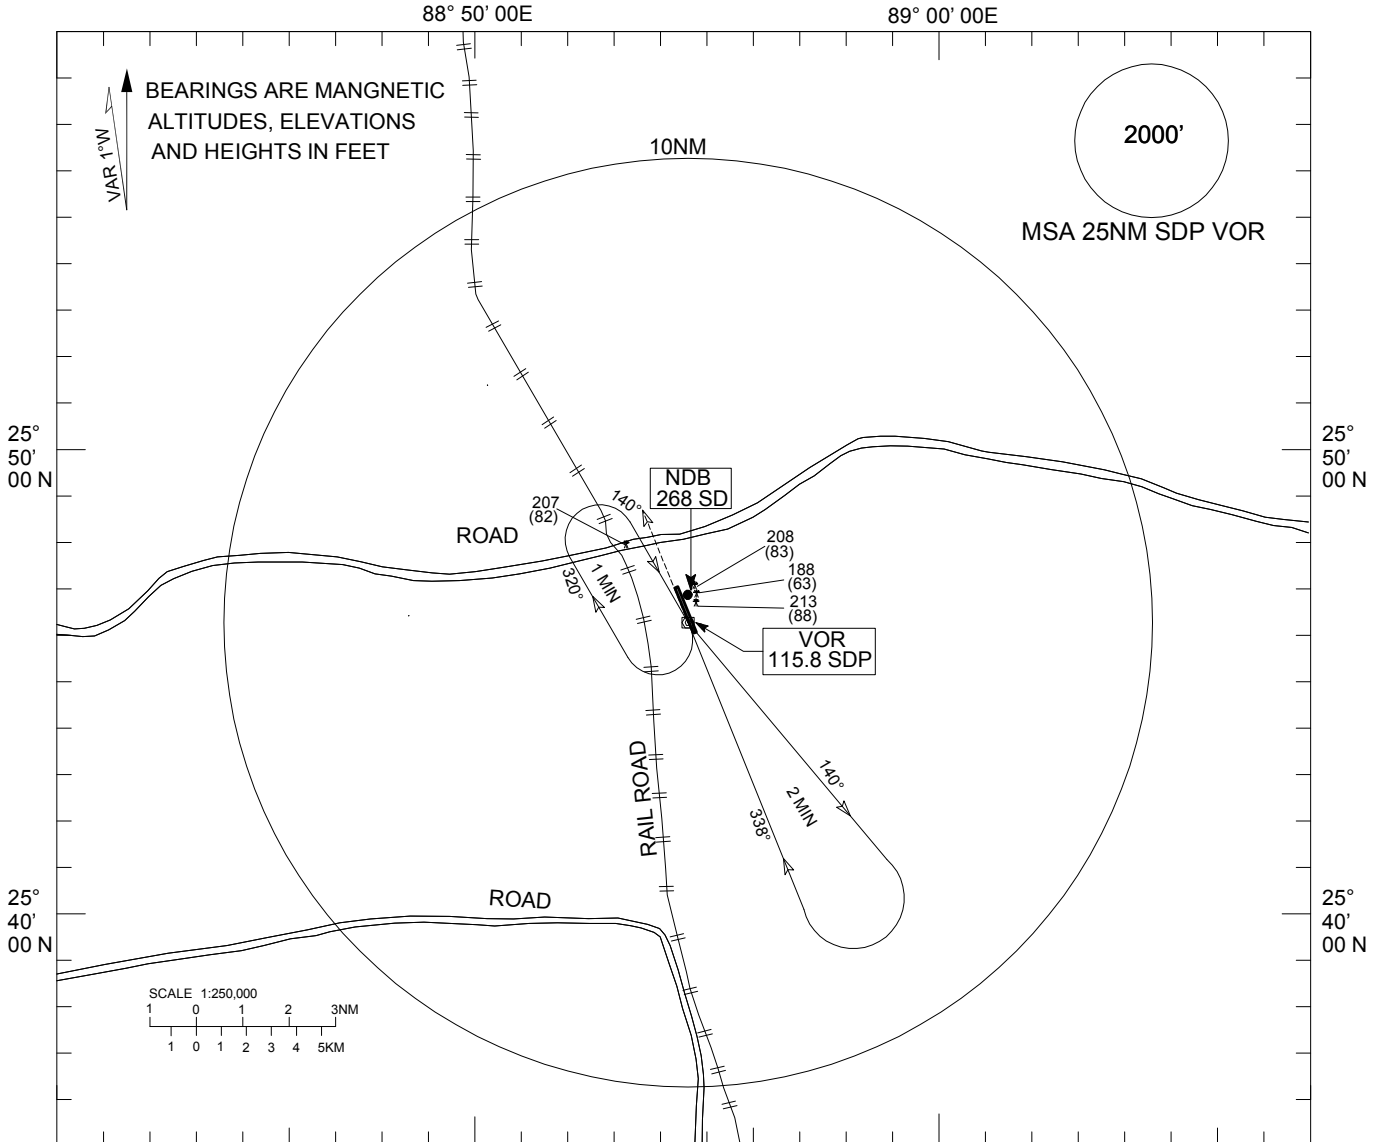 88° 50’ 00E
89° 00’ 00E
VAR 1°W
BEARINGS ARE MANGNETIC
ALTITUDES, ELEVATIONS
AND HEIGHTS IN FEET
10NM
2000’
MSA 25NM SDP VOR
25°
50’
00 N
25°
50’
00 N
NDB
268 SD
140°
207
(82)
ROAD
208
(83)
188
(63)
213
(88)
1 MIN
320°
VOR
115.8 SDP
RAIL ROAD
140°
2 MIN
338°
ROAD
25°
40’
00 N
25°
40’
00 N
SCALE 1:250,000
1 0 1 2 3NM
1 0 1 2 3 4 5KM